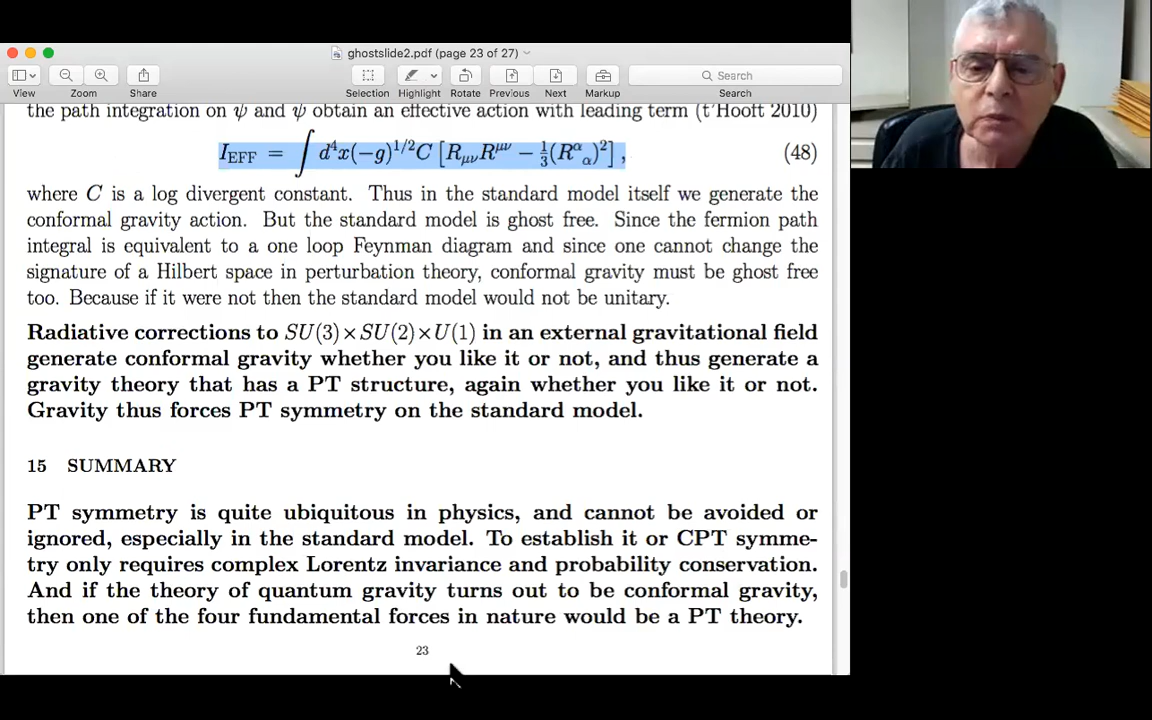 ghostslide2.pdf (page 23 of 27)
View
Zoom
Share
Selection
Highlight
Rotate
Previous
Next
Markup
Search
Search
the path integration on ψ and ψ̄ obtain an effective action with leading term (t'Hooft 2010)
I_EFF = ∫ d⁴x(−g)^{1/2}C [R_{μν}R^{μν} − ⅓(R^α_α)²] , (48)
where C is a log divergent constant. Thus in the standard model itself we generate the
conformal gravity action. But the standard model is ghost free. Since the fermion path
integral is equivalent to a one loop Feynman diagram and since one cannot change the
signature of a Hilbert space in perturbation theory, conformal gravity must be ghost free
too. Because if it were not then the standard model would not be unitary.
Radiative corrections to SU(3)×SU(2)×U(1) in an external gravitational field
generate conformal gravity whether you like it or not, and thus generate a
gravity theory that has a PT structure, again whether you like it or not.
Gravity thus forces PT symmetry on the standard model.
15 SUMMARY
PT symmetry is quite ubiquitous in physics, and cannot be avoided or
ignored, especially in the standard model. To establish it or CPT symme-
try only requires complex Lorentz invariance and probability conservation.
And if the theory of quantum gravity turns out to be conformal gravity,
then one of the four fundamental forces in nature would be a PT theory.
23